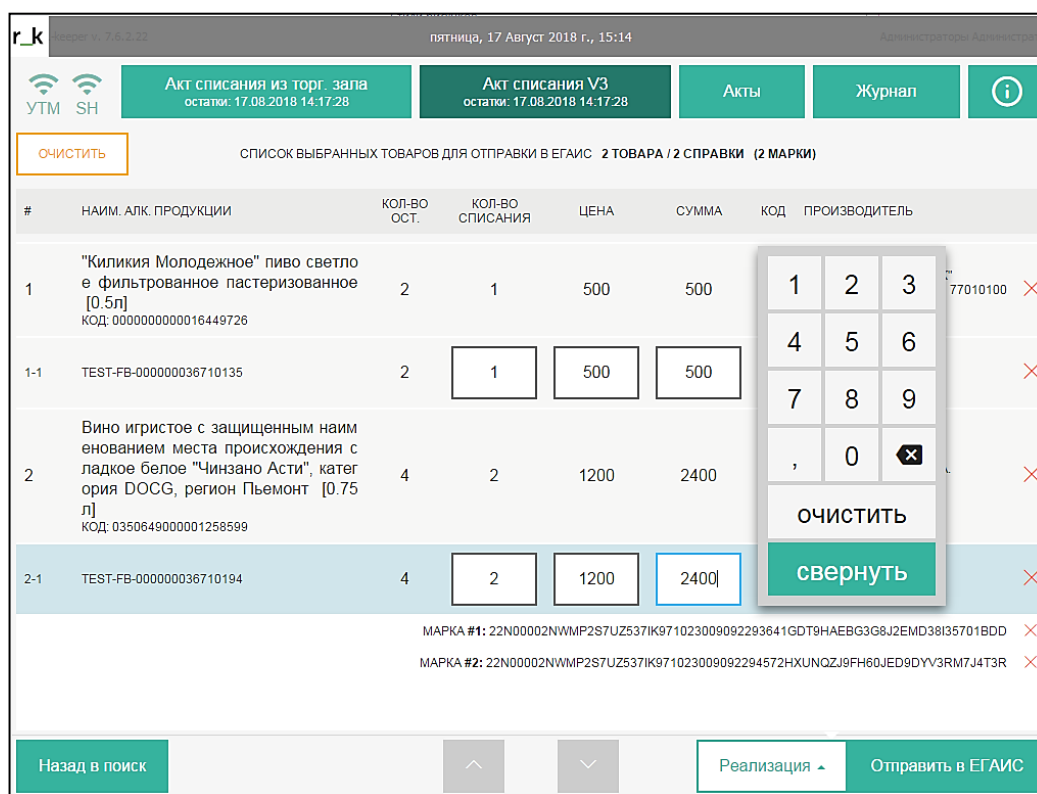 r_k
keeper v. 7.6.2.22
пятница, 17 Август 2018 г., 15:14
Администраторы
УТМ
SH
Акт списания из торг. зала
остатки: 17.08.2018 14:17:28
Акт списания V3
остатки: 17.08.2018 14:17:28
Акты
Журнал
ОЧИСТИТЬ
СПИСОК ВЫБРАННЫХ ТОВАРОВ ДЛЯ ОТПРАВКИ В ЕГАИС 2 ТОВАРА / 2 СПРАВКИ (2 МАРКИ)
# НАИМ. АЛК. ПРОДУКЦИИ КОЛ-ВО ОСТ. КОЛ-ВО СПИСАНИЯ ЦЕНА СУММА КОД ПРОИЗВОДИТЕЛЬ
"Киликия Молодежное" пиво светло
е фильтрованное пастеризованное
[0.5л]
КОД: 0000000000016449726
1 2 1 500 500 77010100
1-1 TEST-FB-000000036710135 2 1 500 500
Вино игристое с защищенным наим
енованием места происхождения с
ладкое белое "Чинзано Асти", катег
ория DOCG, регион Пьемонт [0.75
л]
КОД: 0350649000001258599
2 4 2 1200 2400
2-1 TEST-FB-000000036710194 4 2 1200 2400
1 2 3
4 5 6
7 8 9
, 0
очистить
свернуть
МАРКА #1: 22N00002NWMP2S7UZ537IK971023009092293641GDT9HAEBG3G8J2EMD38I35701BDD
МАРКА #2: 22N00002NWMP2S7UZ537IK971023009092294572HXUNQZJ9FH60JED9DYV3RM7J4T3R
Назад в поиск
Реализация
Отправить в ЕГАИС